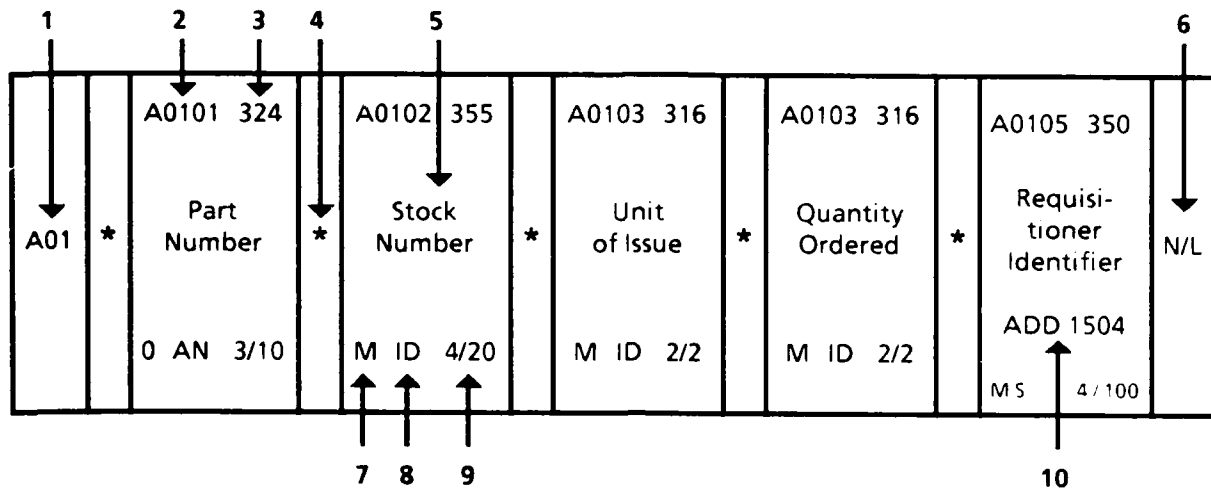 1 2 3 4 5 6
A0101 324 A0102 355 A0103 316 A0103 316 A0105 350
A01 * Part Number * Stock Number * Unit of Issue * Quantity Ordered * Requisi-tioner Identifier N/L
ADD 1504
0 AN 3/10 M ID 4/20 M ID 2/2 M ID 2/2 M S 4/100
7 8 9 10